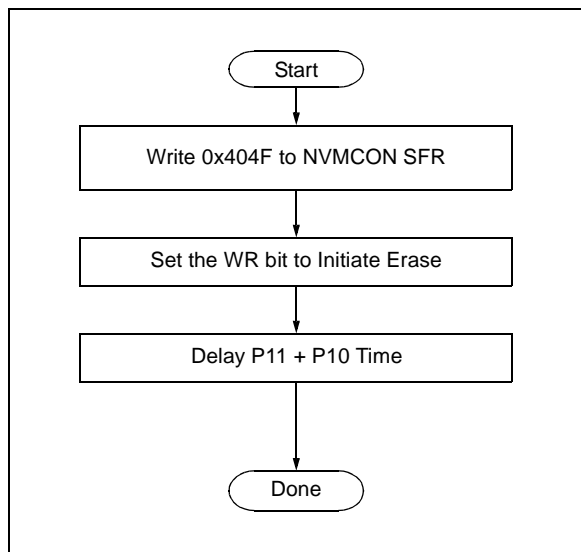 Start
Write 0x404F to NVMCON SFR
Set the WR bit to Initiate Erase
Delay P11 + P10 Time
Done